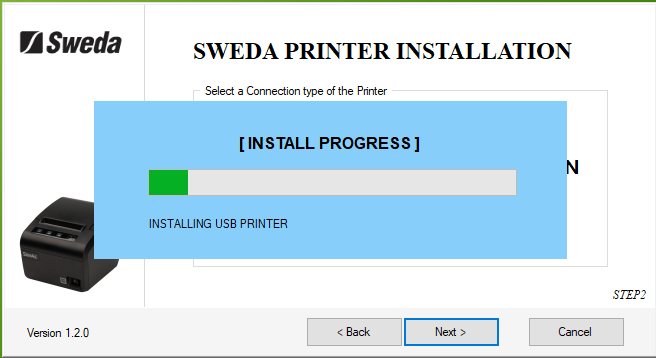 Sweda
SWEDA PRINTER INSTALLATION
Select a Connection type of the Printer
[ INSTALL PROGRESS ]
N
INSTALLING USB PRINTER
STEP2
Version 1.2.0
< Back
Next >
Cancel